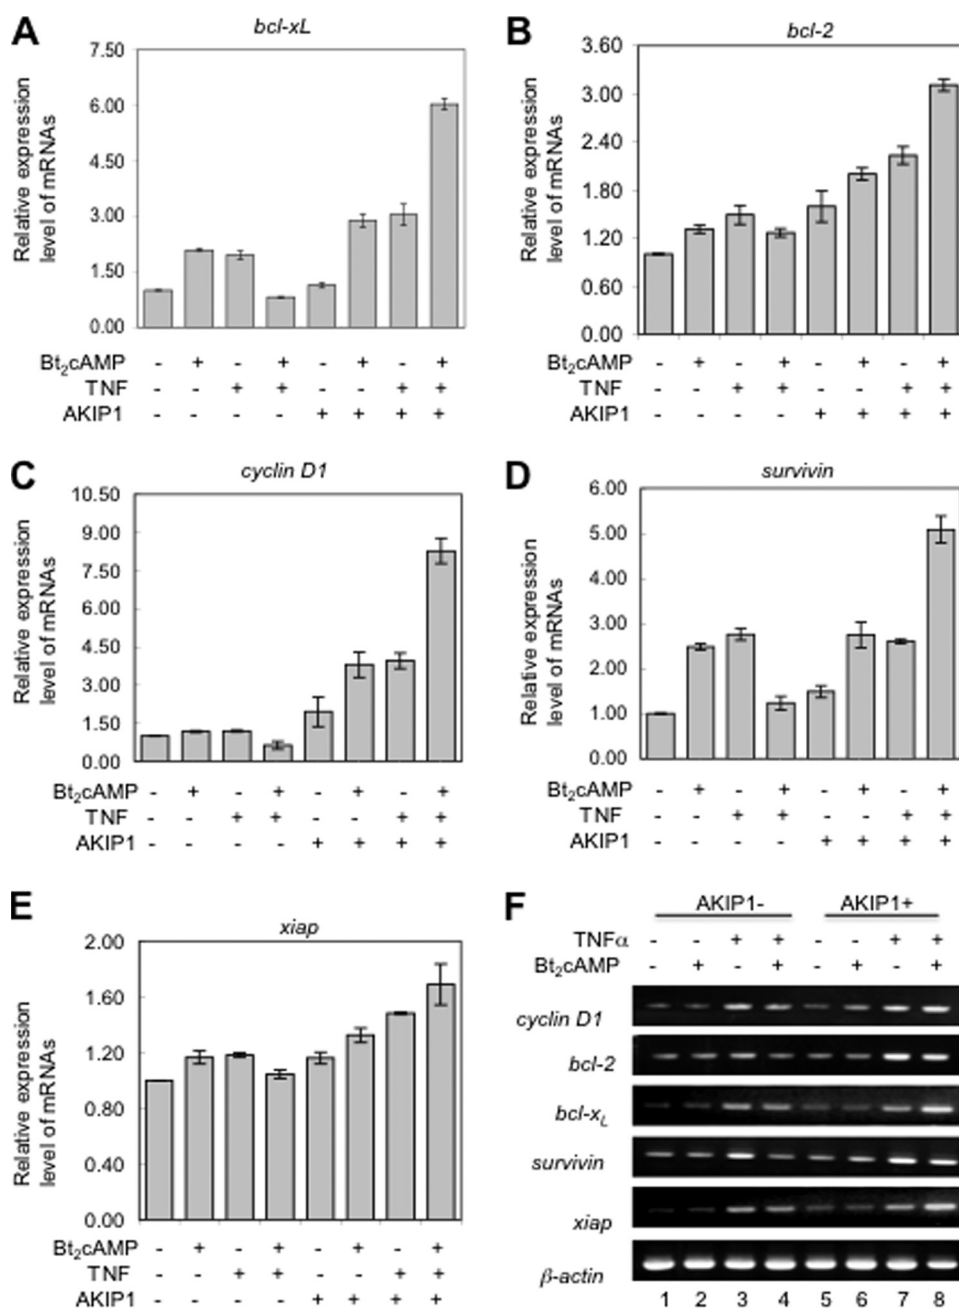 A
bcl-xL
Relative expression
level of mRNAs
7.50
6.00
4.50
3.00
1.50
0.00
Bt₂cAMP - + - + - + - +
TNF - - + + - - + +
AKIP1 - - - - + + + +
B
bcl-2
Relative expression
level of mRNAs
3.60
3.00
2.40
1.80
1.20
0.60
0.00
Bt₂cAMP - + - + - + - +
TNF - - + + - - + +
AKIP1 - - - - + + + +
C
cyclin D1
Relative expression
level of mRNAs
10.50
9.00
7.50
6.00
4.50
3.00
1.50
0.00
Bt₂cAMP - + - + - + - +
TNF - - + + - - + +
AKIP1 - - - - + + + +
D
survivin
Relative expression
level of mRNAs
6.00
5.00
4.00
3.00
2.00
1.00
0.00
Bt₂cAMP - + - + - + - +
TNF - - + + - - + +
AKIP1 - - - - + + + +
E
xiap
Relative expression
level of mRNAs
2.00
1.60
1.20
0.80
0.40
0.00
Bt₂cAMP - + - + - + - +
TNF - - + + - - + +
AKIP1 - - - - + + + +
F
AKIP1- AKIP1+
TNFα - - + + - - + +
Bt₂cAMP - + - + - + - +
cyclin D1
bcl-2
bcl-xL
survivin
xiap
β-actin
1 2 3 4 5 6 7 8